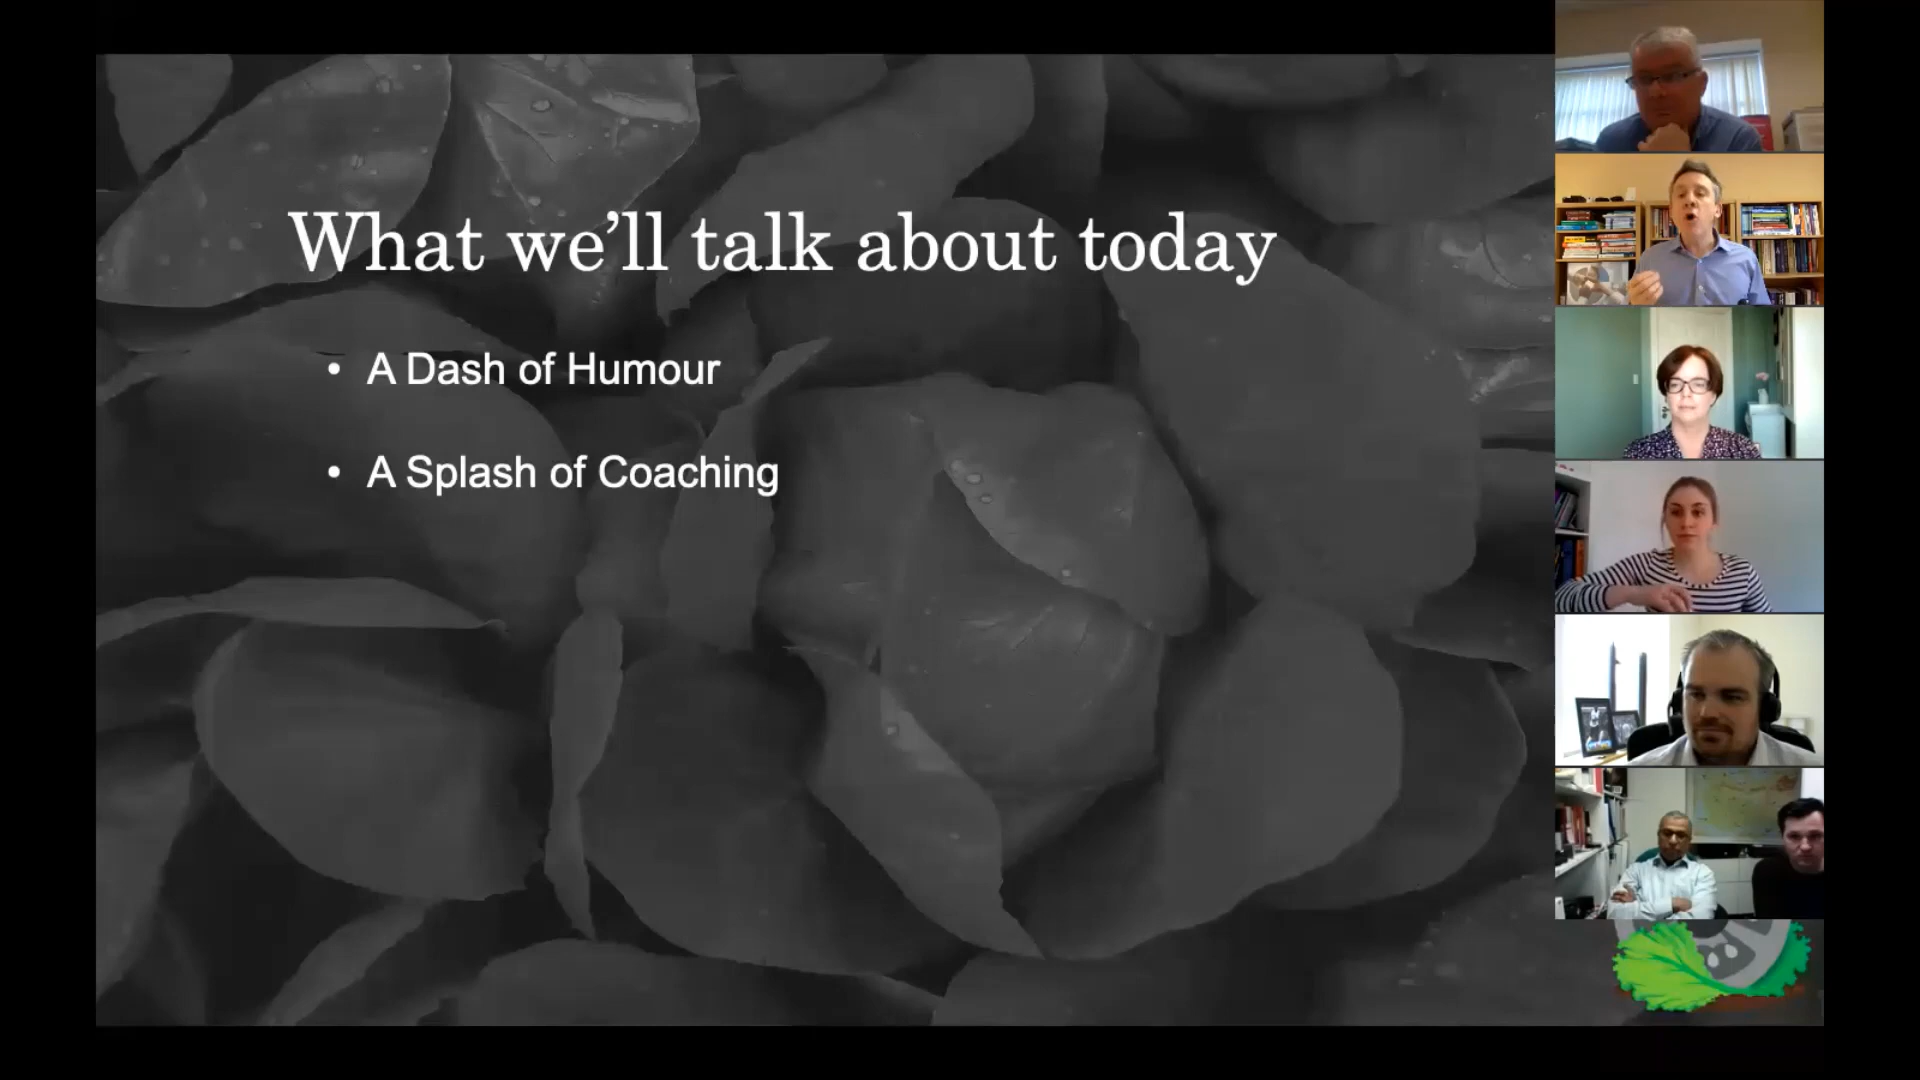 What we’ll talk about today
• A Dash of Humour
• A Splash of Coaching